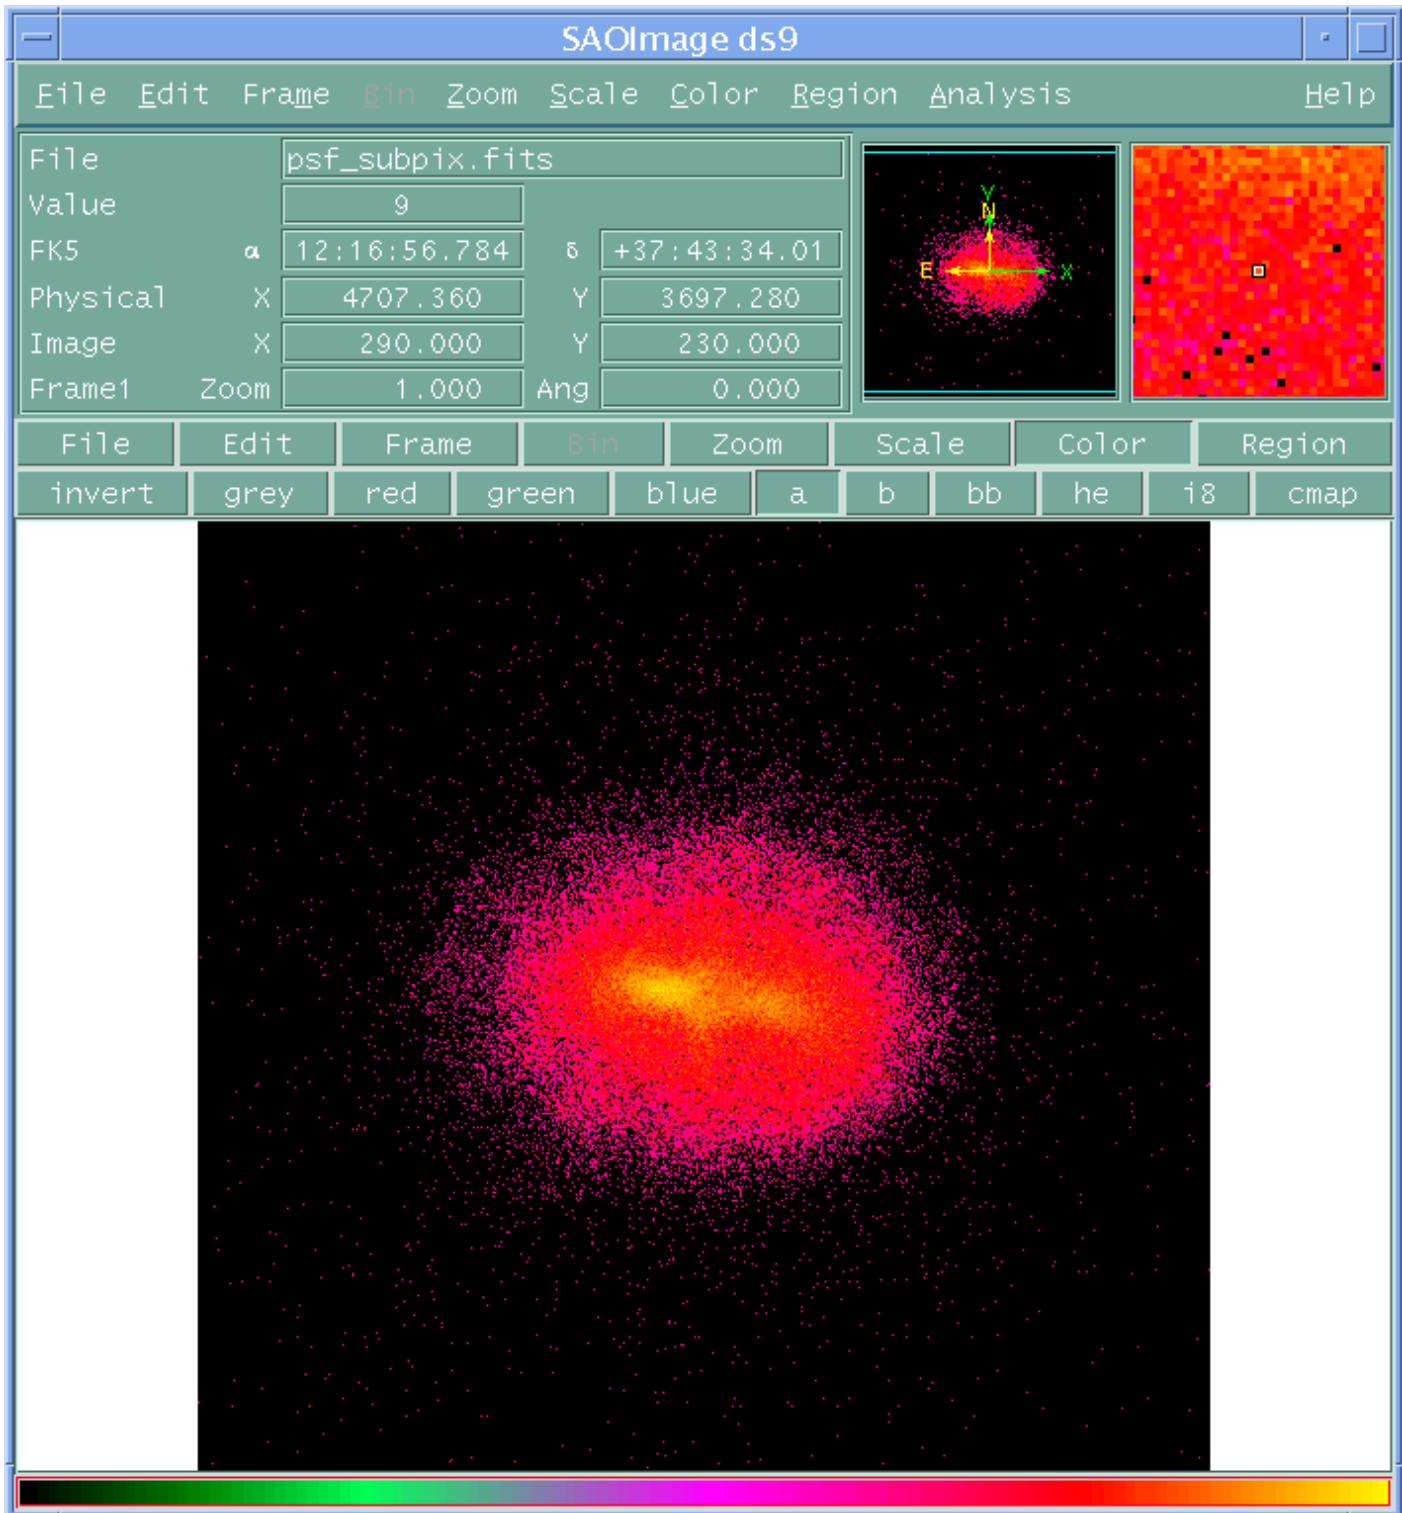 SAOImage ds9
File Edit Frame Bin Zoom Scale Color Region Analysis Help
File psf_subpix.fits
Value 9
FK5 α 12:16:56.784 δ +37:43:34.01
Physical X 4707.360 Y 3697.280
Image X 290.000 Y 230.000
Frame1 Zoom 1.000 Ang 0.000
Y
N
E X
File Edit Frame Bin Zoom Scale Color Region
invert grey red green blue a b bb he i8 cmap